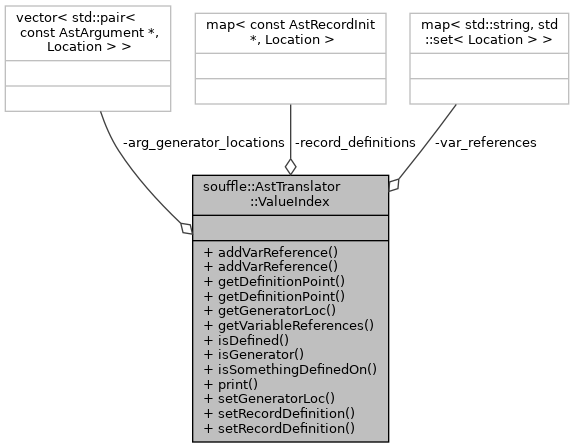 vector< std::pair<
const AstArgument *,
Location > >
map< const AstRecordInit
*, Location >
map< std::string, std
::set< Location > >
-arg_generator_locations
-record_definitions
-var_references
souffle::AstTranslator
::ValueIndex
+ addVarReference()
+ addVarReference()
+ getDefinitionPoint()
+ getDefinitionPoint()
+ getGeneratorLoc()
+ getVariableReferences()
+ isDefined()
+ isGenerator()
+ isSomethingDefinedOn()
+ print()
+ setGeneratorLoc()
+ setRecordDefinition()
+ setRecordDefinition()